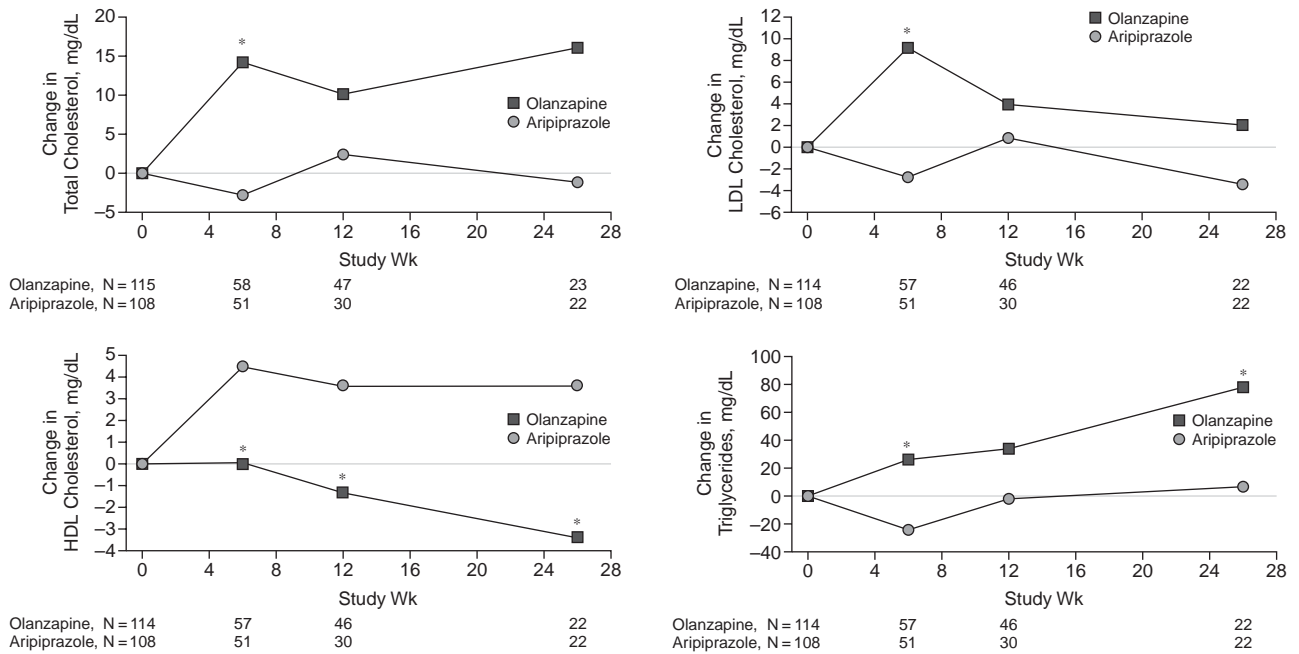 Change in
Total Cholesterol, mg/dL
20
15
10
5
0
–5
*
Olanzapine
Aripiprazole
0 4 8 12 16 20 24 28
Study Wk
Olanzapine, N = 115 58 47 23
Aripiprazole, N = 108 51 30 22
Change in
LDL Cholesterol, mg/dL
12
10
8
6
4
2
0
–2
–4
–6
*
Olanzapine
Aripiprazole
0 4 8 12 16 20 24 28
Study Wk
Olanzapine, N = 114 57 46 22
Aripiprazole, N = 108 51 30 22
Change in
HDL Cholesterol, mg/dL
5
4
3
2
1
0
–1
–2
–3
–4
Olanzapine
Aripiprazole
*
*
*
0 4 8 12 16 20 24 28
Study Wk
Olanzapine, N = 114 57 46 22
Aripiprazole, N = 108 51 30 22
Change in
Triglycerides, mg/dL
100
80
60
40
20
0
–20
–40
*
*
Olanzapine
Aripiprazole
0 4 8 12 16 20 24 28
Study Wk
Olanzapine, N = 114 57 46 22
Aripiprazole, N = 108 51 30 22